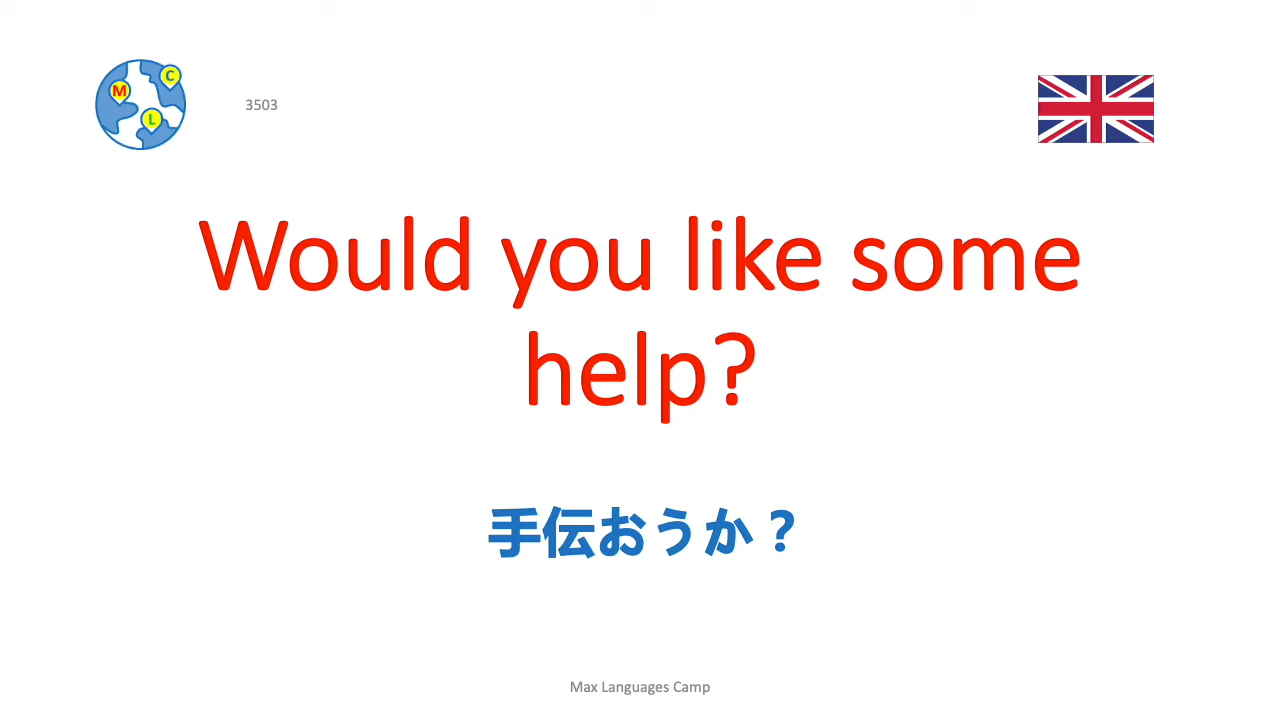 C
M
L
3503
Would you like some
help?
手伝おうか？
Max Languages Camp